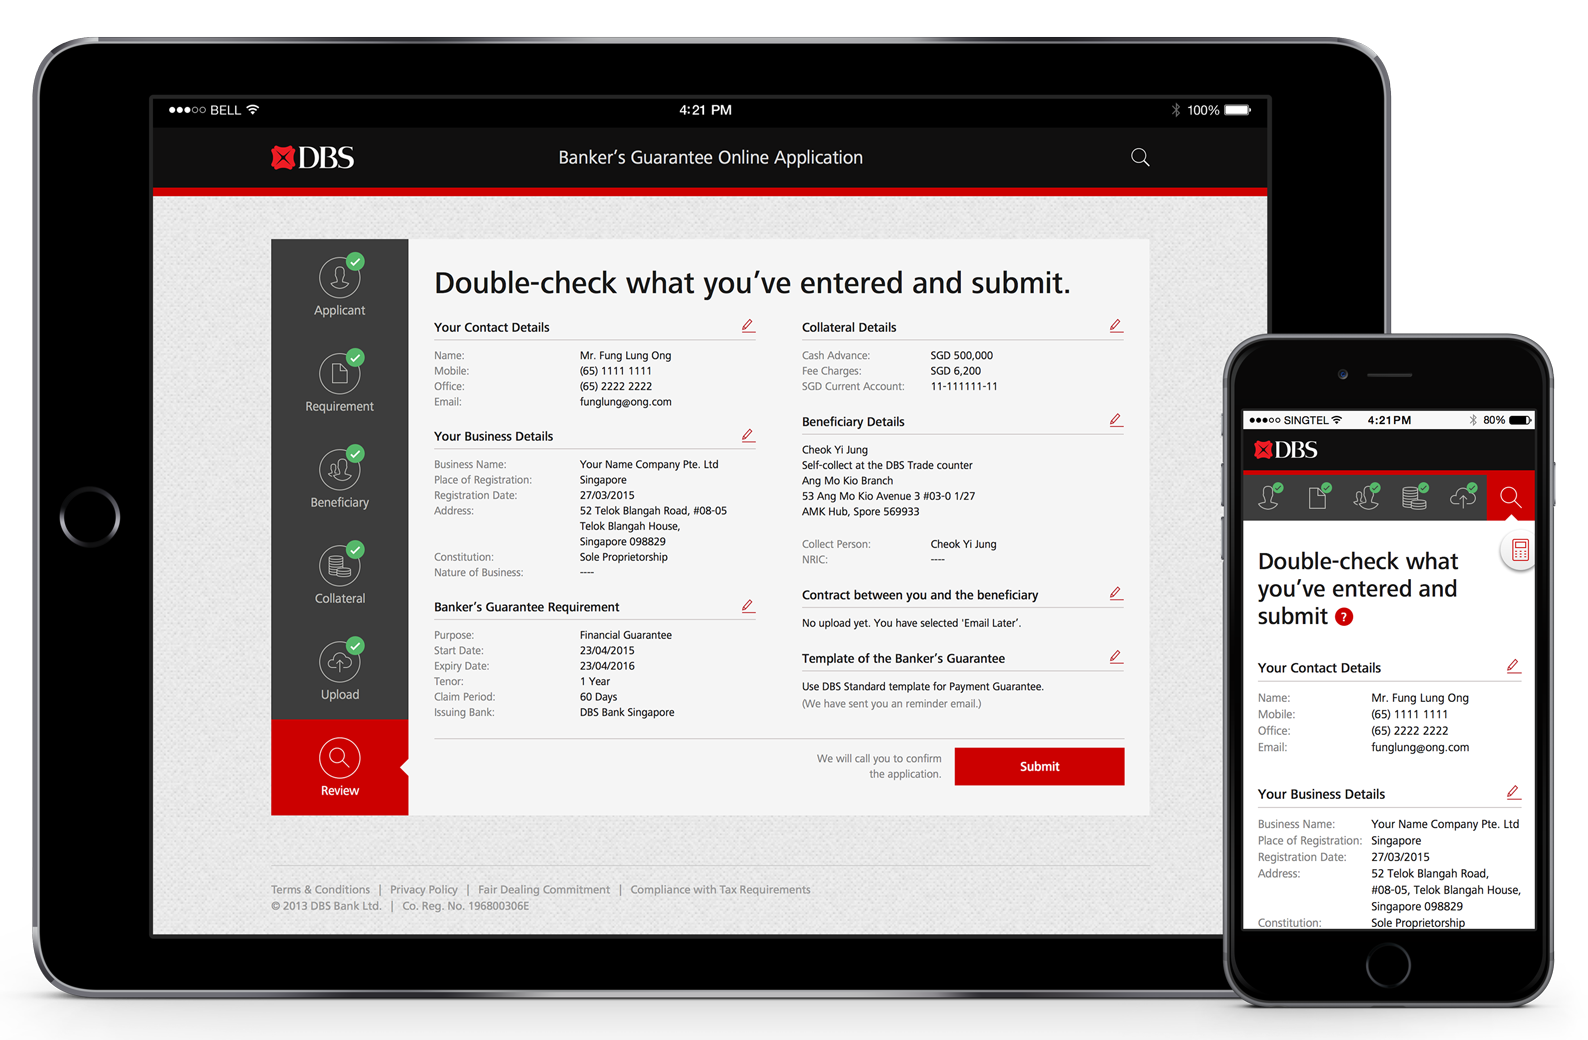 BELL
4:21 PM
100%
DBS
Banker's Guarantee Online Application
Applicant
Requirement
Beneficiary
Collateral
Upload
Review
Double-check what you've entered and submit.
Your Contact Details
Name: Mr. Fung Lung Ong
Mobile: (65) 1111 1111
Office: (65) 2222 2222
Email: funglung@ong.com
Your Business Details
Business Name: Your Name Company Pte. Ltd
Place of Registration: Singapore
Registration Date: 27/03/2015
Address: 52 Telok Blangah Road, #08-05
Telok Blangah House,
Singapore 098829
Constitution: Sole Proprietorship
Nature of Business: ----
Banker's Guarantee Requirement
Purpose: Financial Guarantee
Start Date: 23/04/2015
Expiry Date: 23/04/2016
Tenor: 1 Year
Claim Period: 60 Days
Issuing Bank: DBS Bank Singapore
Collateral Details
Cash Advance: SGD 500,000
Fee Charges: SGD 6,200
SGD Current Account: 11-111111-11
Beneficiary Details
Cheok Yi Jung
Self-collect at the DBS Trade counter
Ang Mo Kio Branch
53 Ang Mo Kio Avenue 3 #03-0 1/27
AMK Hub, Spore 569933
Collect Person: Cheok Yi Jung
NRIC: ----
Contract between you and the beneficiary
No upload yet. You have selected 'Email Later'.
Template of the Banker's Guarantee
Use DBS Standard template for Payment Guarantee.
(We have sent you an reminder email.)
We will call you to confirm
the application.
Submit
Terms & Conditions | Privacy Policy | Fair Dealing Commitment | Compliance with Tax Requirements
© 2013 DBS Bank Ltd. | Co. Reg. No. 196800306E
SINGTEL
4:21PM
80%
DBS
Double-check what
you've entered and
submit ?
Your Contact Details
Name: Mr. Fung Lung Ong
Mobile: (65) 1111 1111
Office: (65) 2222 2222
Email: funglung@ong.com
Your Business Details
Business Name: Your Name Company Pte. Ltd
Place of Registration: Singapore
Registration Date: 27/03/2015
Address: 52 Telok Blangah Road,
#08-05, Telok Blangah House,
Singapore 098829
Constitution: Sole Proprietorship